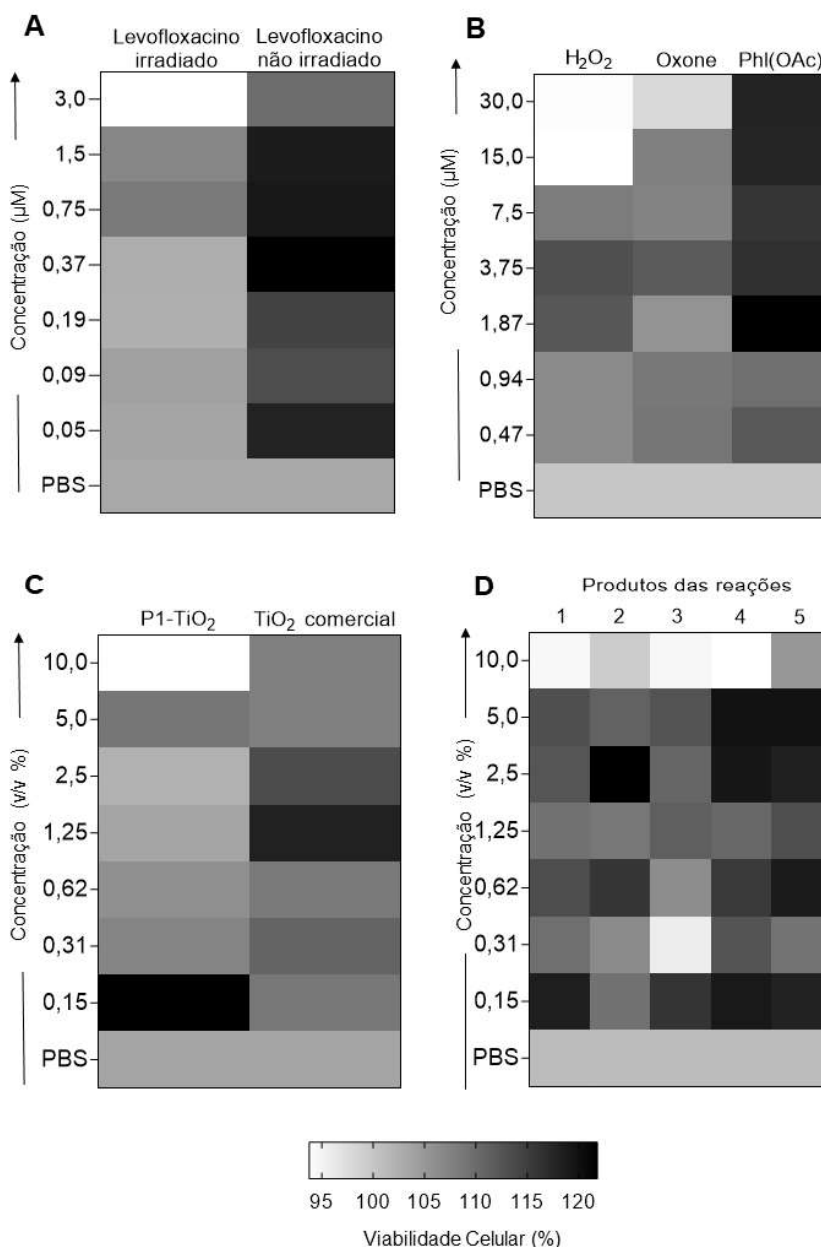 A
Levofloxacino irradiado
Levofloxacino não irradiado
Concentração (µM)
3,0
1,5
0,75
0,37
0,19
0,09
0,05
PBS
B
H₂O₂ Oxone PhI(OAc)
Concentração (µM)
30,0
15,0
7,5
3,75
1,87
0,94
0,47
PBS
C
P1-TiO₂ TiO₂ comercial
Concentração (v/v %)
10,0
5,0
2,5
1,25
0,62
0,31
0,15
PBS
D
Produtos das reações
1 2 3 4 5
Concentração (v/v %)
10,0
5,0
2,5
1,25
0,62
0,31
0,15
PBS
95 100 105 110 115 120
Viabilidade Celular (%)